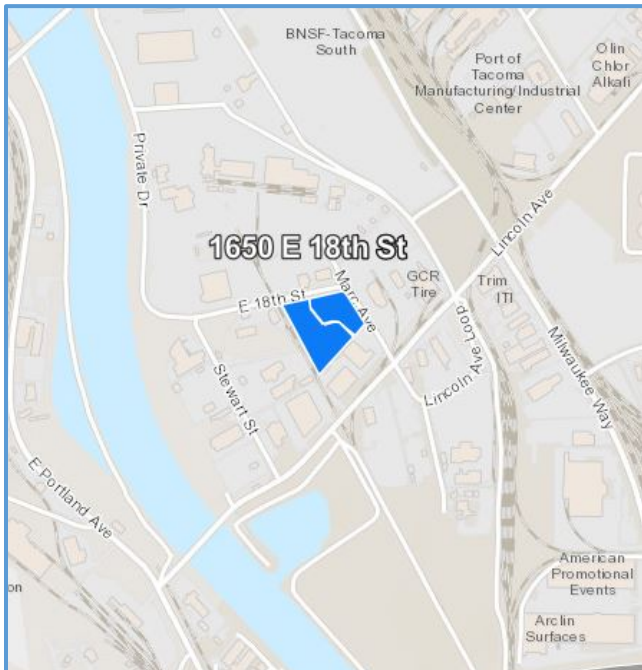 BNSF-Tacoma
South
Olin
Chlor
Alkali
Port of
Tacoma
Manufacturing/Industrial
Center
Private Dr
Lincoln Ave
1650 E 18th St
E 18th St
Marc Ave
GCR
Tire
Trim
ITI
Ave Loop
Milwaukee Way
Stewart St
Lincoln Ave
E Portland Ave
on
American
Promotional
Events
Arclin
Surfaces